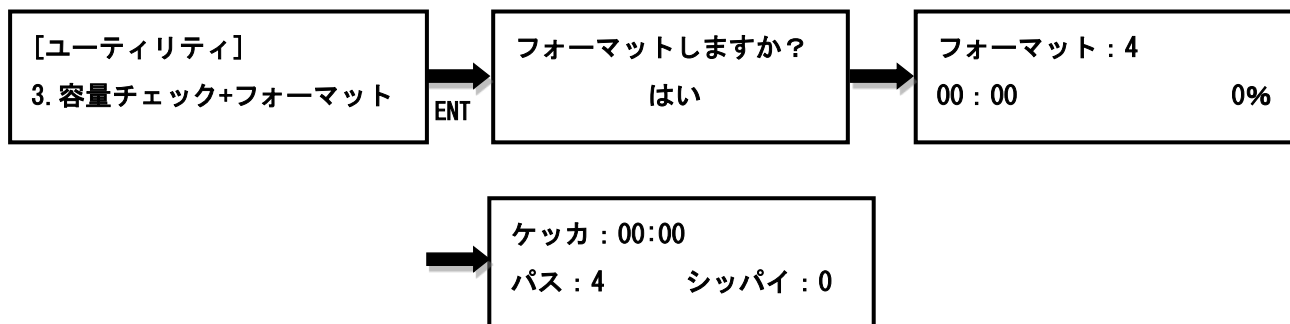 [ユーティリティ]
3.容量チェック+フォーマット
ENT
フォーマットしますか？
はい
フォーマット：4
00：00 0%
ケッカ：00:00
パス：4 シッパイ：0